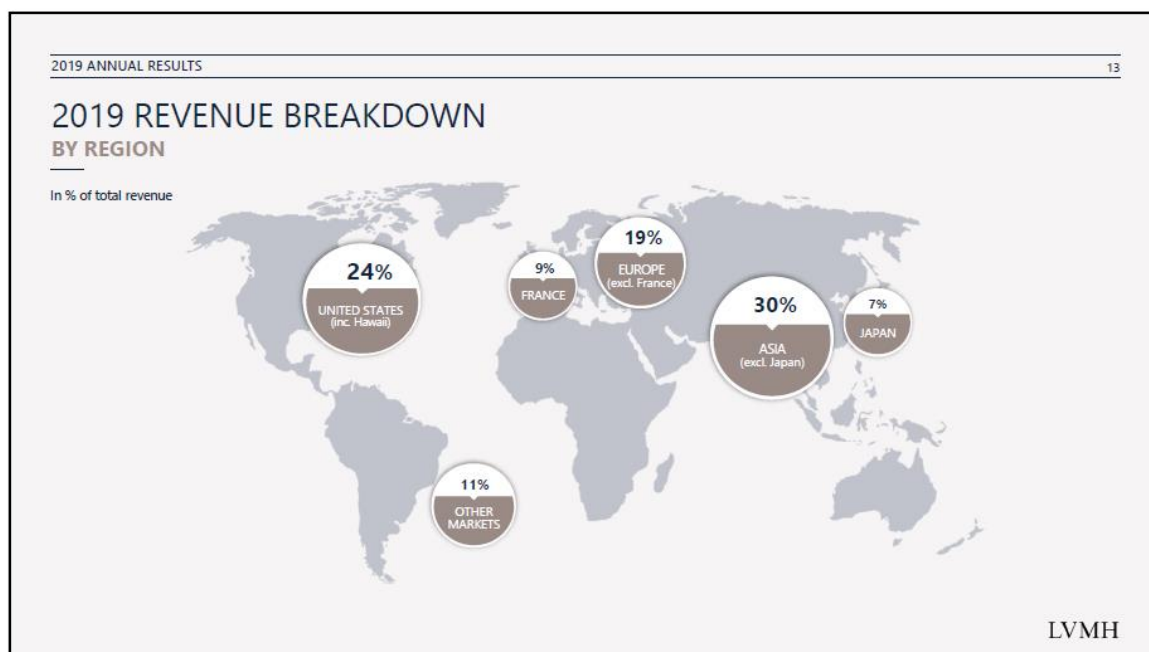 2019 ANNUAL RESULTS
13
2019 REVENUE BREAKDOWN
BY REGION
In % of total revenue
24%
UNITED STATES
(inc. Hawaii)
9%
FRANCE
19%
EUROPE
(excl. France)
30%
ASIA
(excl. Japan)
7%
JAPAN
11%
OTHER
MARKETS
LVMH